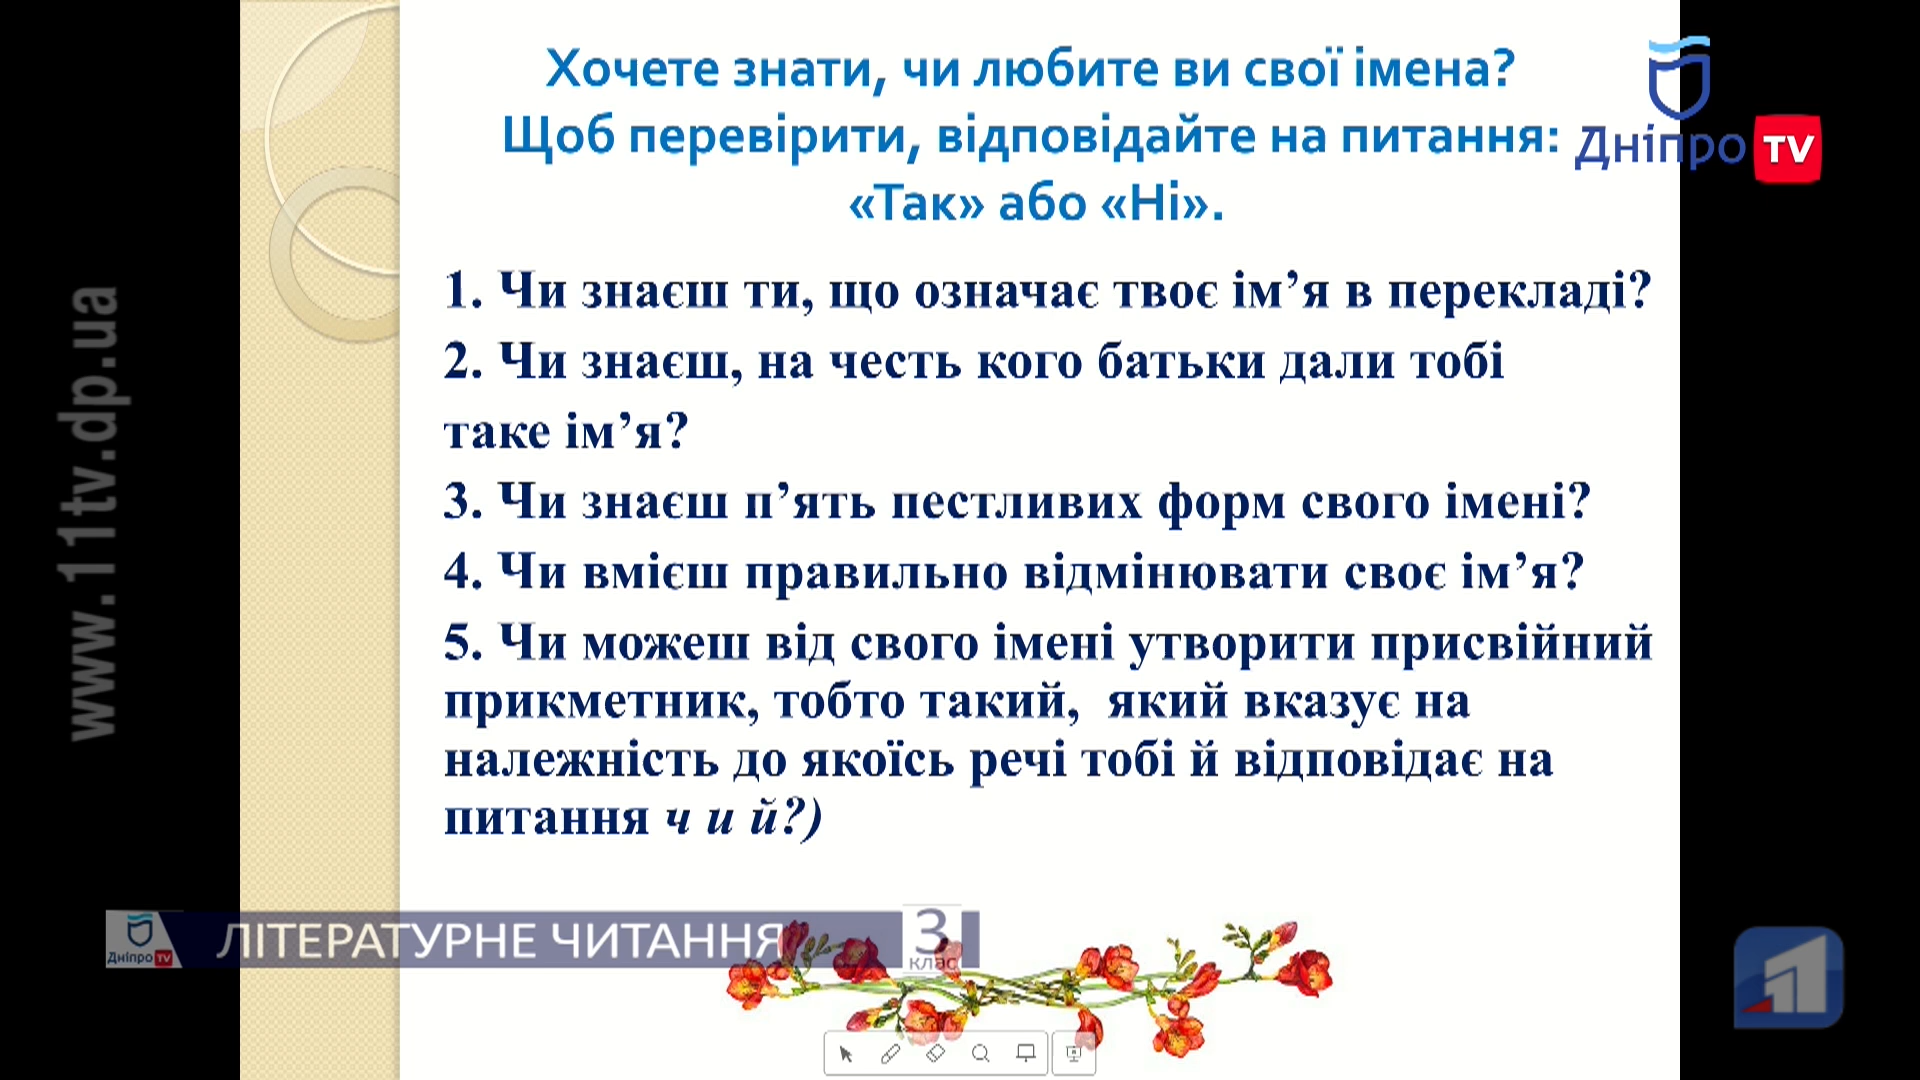 Хочете знати, чи любите ви свої імена?
Щоб перевірити, відповідайте на питання:
«Так» або «Ні».
Дніпро TV
1. Чи знаєш ти, що означає твоє ім’я в перекладі?
2. Чи знаєш, на честь кого батьки дали тобі
таке ім’я?
3. Чи знаєш п’ять пестливих форм свого імені?
4. Чи вмієш правильно відмінювати своє ім’я?
5. Чи можеш від свого імені утворити присвійний
прикметник, тобто такий,  який вказує на
належність до якоїсь речі тобі й відповідає на
питання ч и й?)
www.11tv.dp.ua
Дніпро TV
ЛІТЕРАТУРНЕ ЧИТАННЯ
3
клас
11